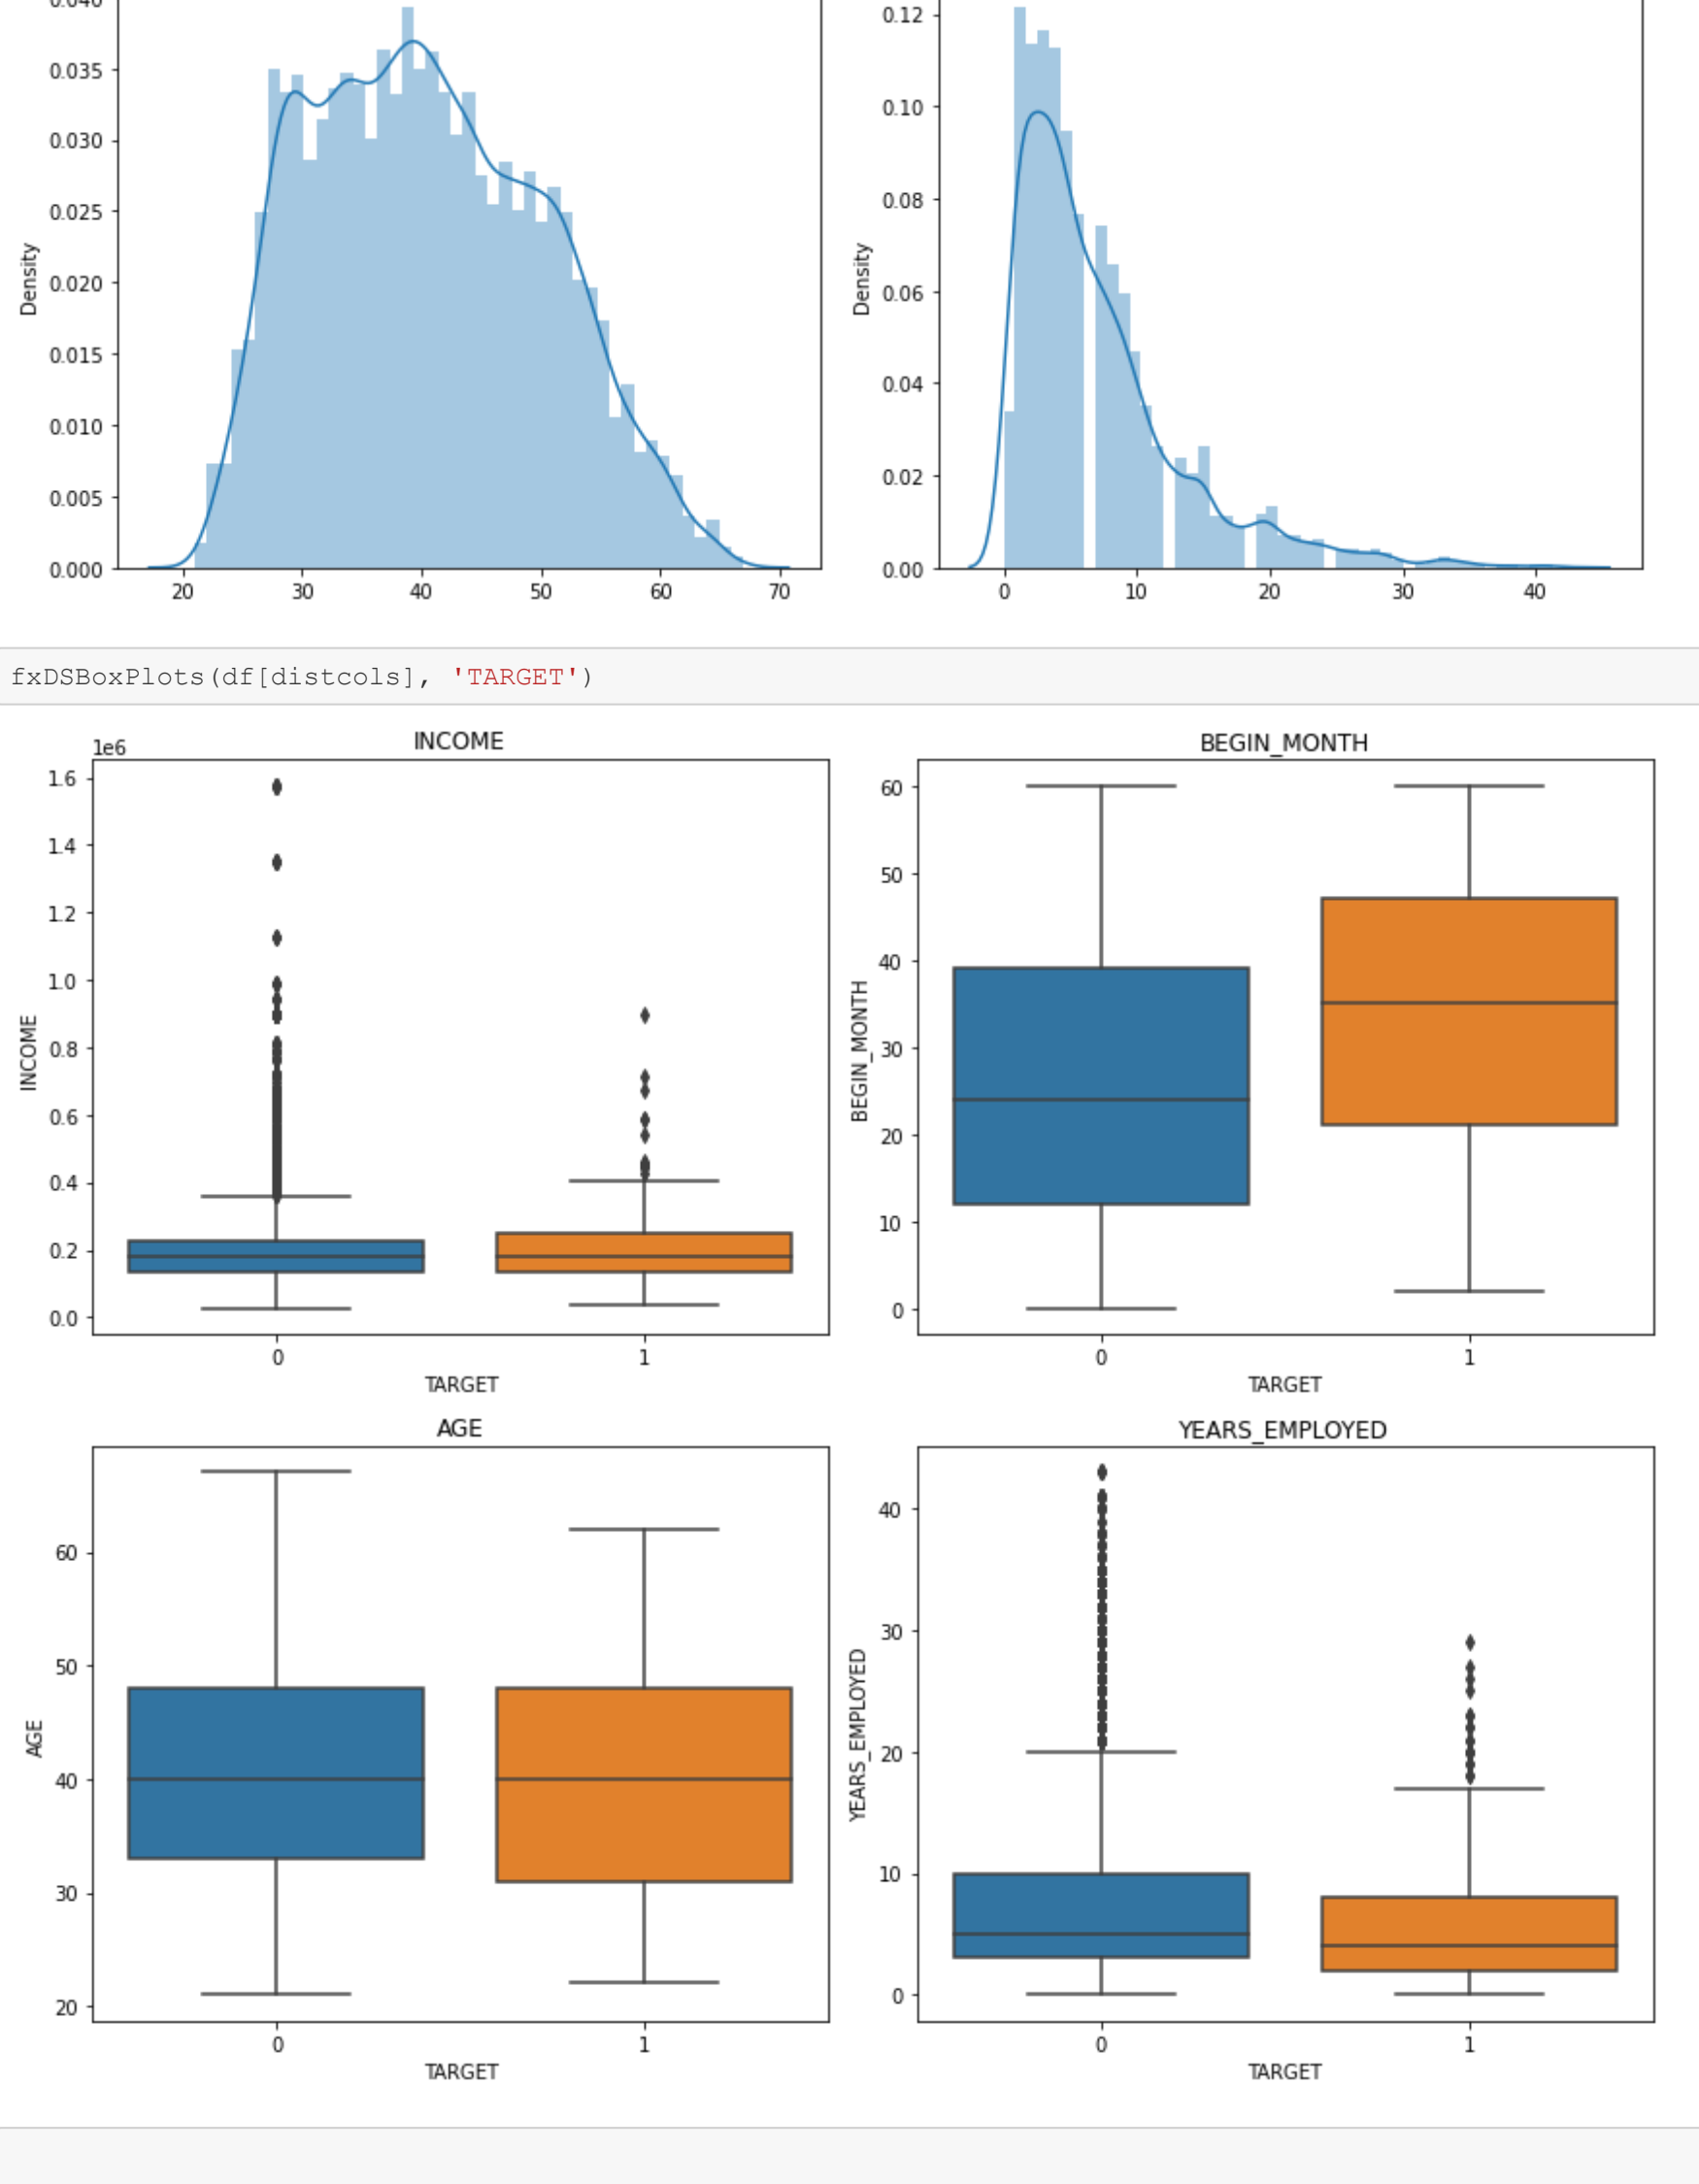 0.040
0.035
0.030
0.025
0.020
0.015
0.010
0.005
0.000
Density
20 30 40 50 60 70
0.12
0.10
0.08
0.06
0.04
0.02
0.00
Density
0 10 20 30 40
fxDSBoxPlots(df[distcols], 'TARGET')
INCOME
1e6
1.6
1.4
1.2
1.0
0.8
0.6
0.4
0.2
0.0
INCOME
0 1
TARGET
BEGIN_MONTH
60
50
40
30
20
10
0
BEGIN_MONTH
0 1
TARGET
AGE
60
50
40
30
20
AGE
0 1
TARGET
YEARS_EMPLOYED
40
30
20
10
0
YEARS_EMPLOYED
0 1
TARGET